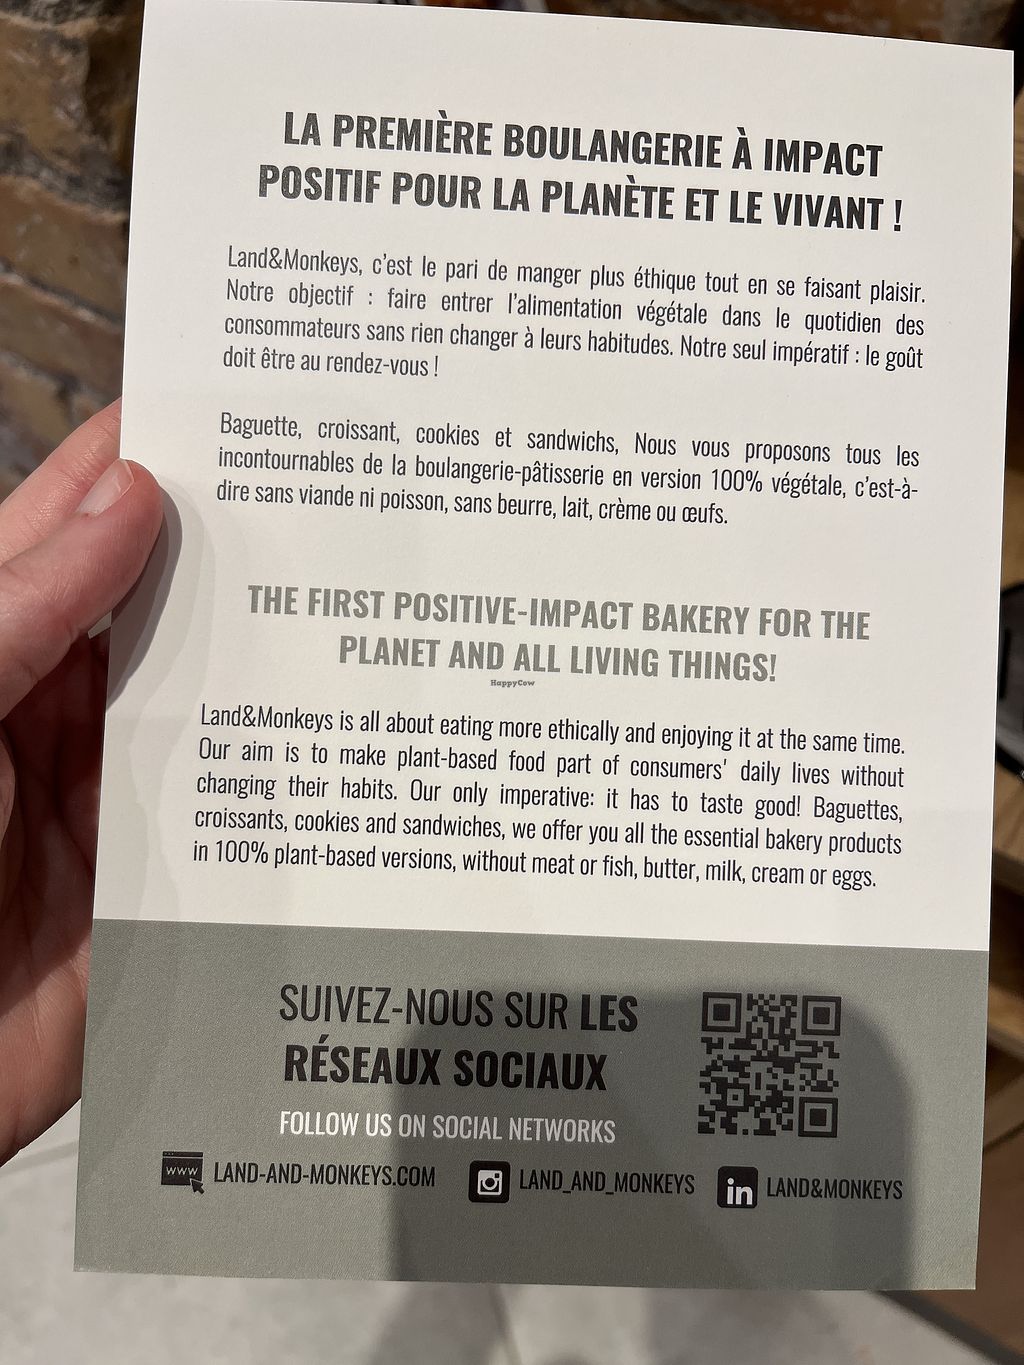 LA PREMIÈRE BOULANGERIE À IMPACT
POSITIF POUR LA PLANÈTE ET LE VIVANT !
Land&Monkeys, c'est le pari de manger plus éthique tout en se faisant plaisir.
Notre objectif : faire entrer l'alimentation végétale dans le quotidien des
consommateurs sans rien changer à leurs habitudes. Notre seul impératif : le goût
doit être au rendez-vous !
Baguette, croissant, cookies et sandwichs, Nous vous proposons tous les
incontournables de la boulangerie-pâtisserie en version 100% végétale, c'est-à-
dire sans viande ni poisson, sans beurre, lait, crème ou œufs.
THE FIRST POSITIVE-IMPACT BAKERY FOR THE
PLANET AND ALL LIVING THINGS!
HappyCow
Land&Monkeys is all about eating more ethically and enjoying it at the same time.
Our aim is to make plant-based food part of consumers' daily lives without
changing their habits. Our only imperative: it has to taste good! Baguettes,
croissants, cookies and sandwiches, we offer you all the essential bakery products
in 100% plant-based versions, without meat or fish, butter, milk, cream or eggs.
SUIVEZ-NOUS SUR LES
RÉSEAUX SOCIAUX
FOLLOW US ON SOCIAL NETWORKS
www LAND-AND-MONKEYS.COM
LAND_AND_MONKEYS
in LAND&MONKEYS